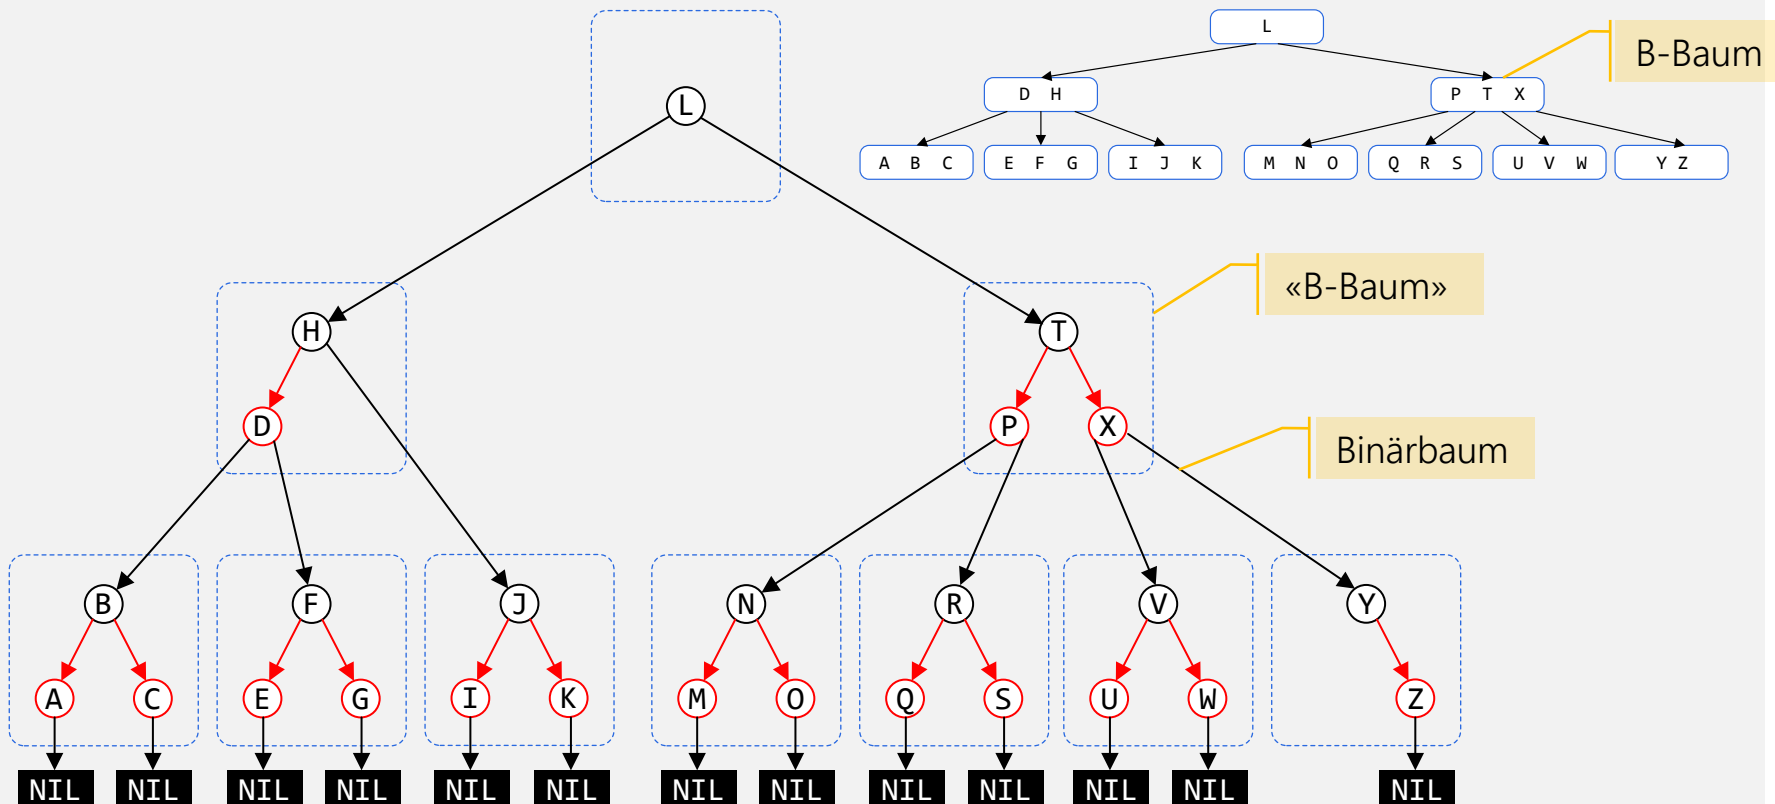 L
B-Baum
D H
P T X
A B C
E F G
I J K
M N O
Q R S
U V W
Y Z
L
«B-Baum»
H
T
D
P
X
Binärbaum
B
F
J
N
R
V
Y
A
C
E
G
I
K
M
O
Q
S
U
W
Z
NIL
NIL
NIL
NIL
NIL
NIL
NIL
NIL
NIL
NIL
NIL
NIL
NIL